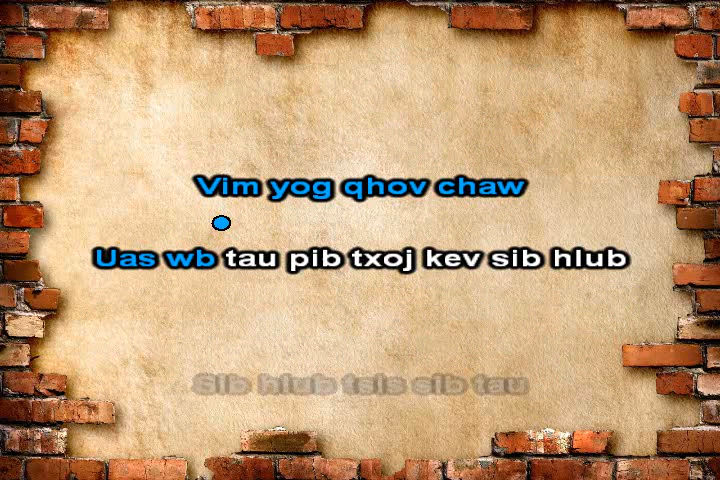 Vim yog qhov chaw
Uas wb tau pib txoj kev sib hlub
Sib hlub tsis sib tau